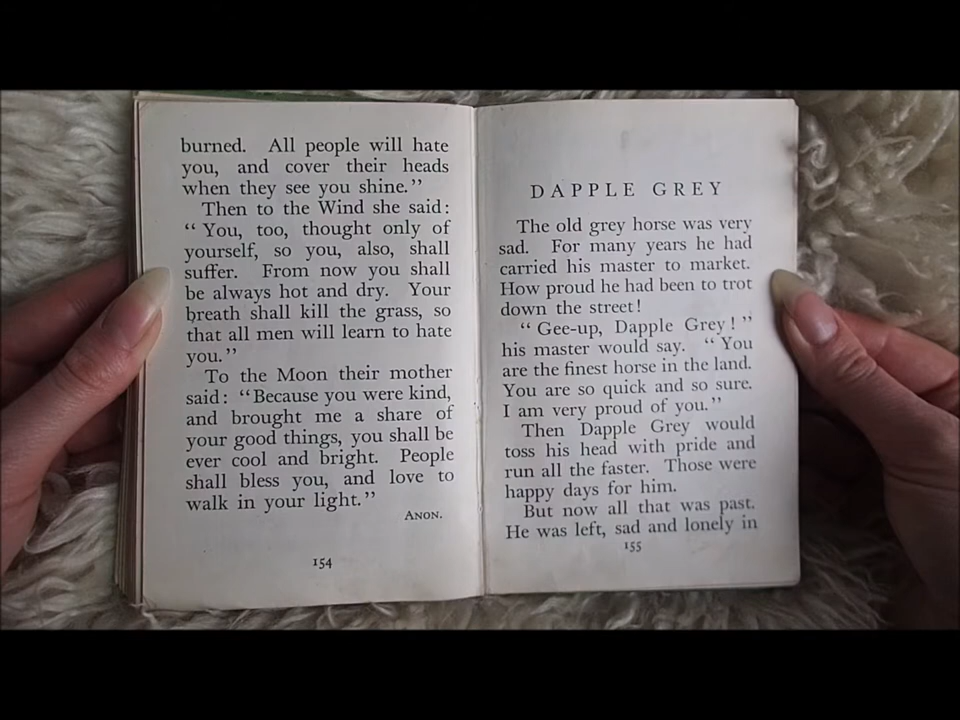 burned. All people will hate
you, and cover their heads
when they see you shine.”
Then to the Wind she said:
“ You, too, thought only of
yourself, so you, also, shall
suffer. From now you shall
be always hot and dry. Your
breath shall kill the grass, so
that all men will learn to hate
you.”
To the Moon their mother
said: “Because you were kind,
and brought me a share of
your good things, you shall be
ever cool and bright. People
shall bless you, and love to
walk in your light.”
Anon.
154
DAPPLE GREY
The old grey horse was very
sad. For many years he had
carried his master to market.
How proud he had been to trot
down the street!
“ Gee-up, Dapple Grey! ”
his master would say. “ You
are the finest horse in the land.
You are so quick and so sure.
I am very proud of you.”
Then Dapple Grey would
toss his head with pride and
run all the faster. Those were
happy days for him.
But now all that was past.
He was left, sad and lonely in
155